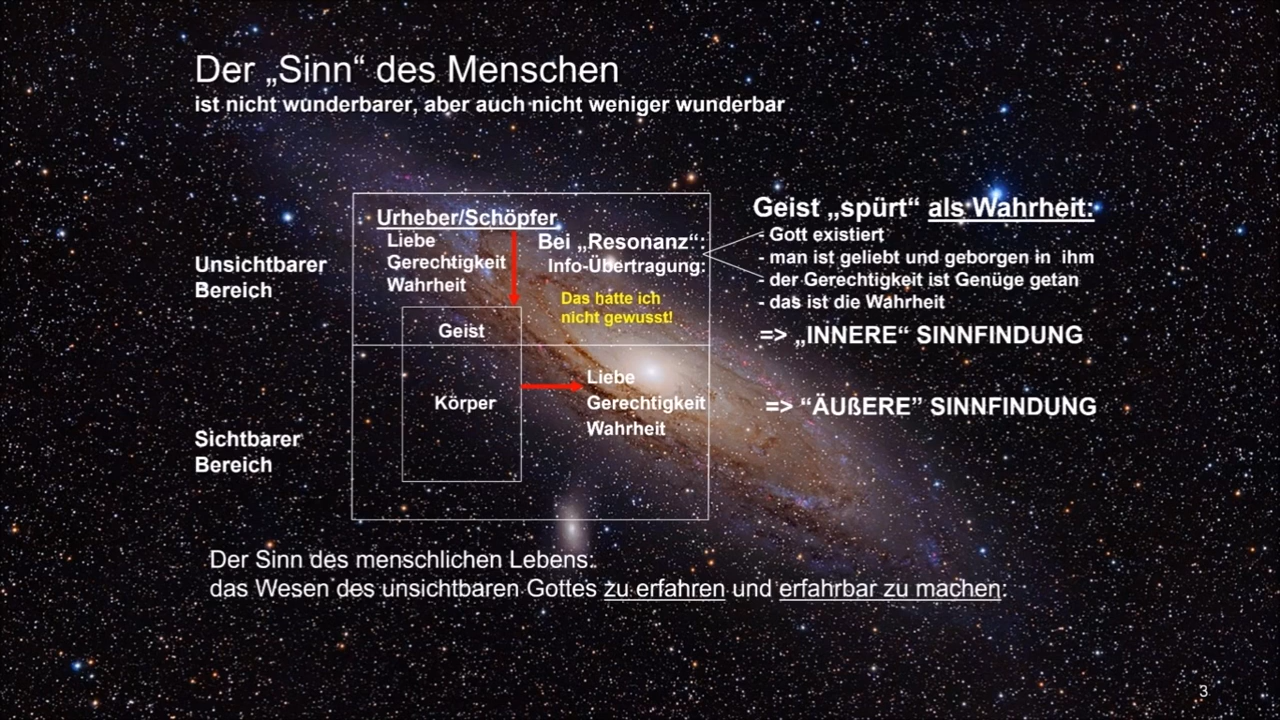 Der „Sinn“ des Menschen
ist nicht wunderbarer, aber auch nicht weniger wunderbar
Unsichtbarer
Bereich
Urheber/Schöpfer
Liebe
Gerechtigkeit
Wahrheit
Bei „Resonanz“:
Info-Übertragung:
Das hatte ich
nicht gewusst!
Geist
Geist „spürt“ als Wahrheit:
- Gott existiert
- man ist geliebt und geborgen in ihm
- der Gerechtigkeit ist Genüge getan
- das ist die Wahrheit
=> „INNERE“ SINNFINDUNG
Sichtbarer
Bereich
Körper
Liebe
Gerechtigkeit
Wahrheit
=> “ÄUßERE” SINNFINDUNG
Der Sinn des menschlichen Lebens:
das Wesen des unsichtbaren Gottes zu erfahren und erfahrbar zu machen.
3